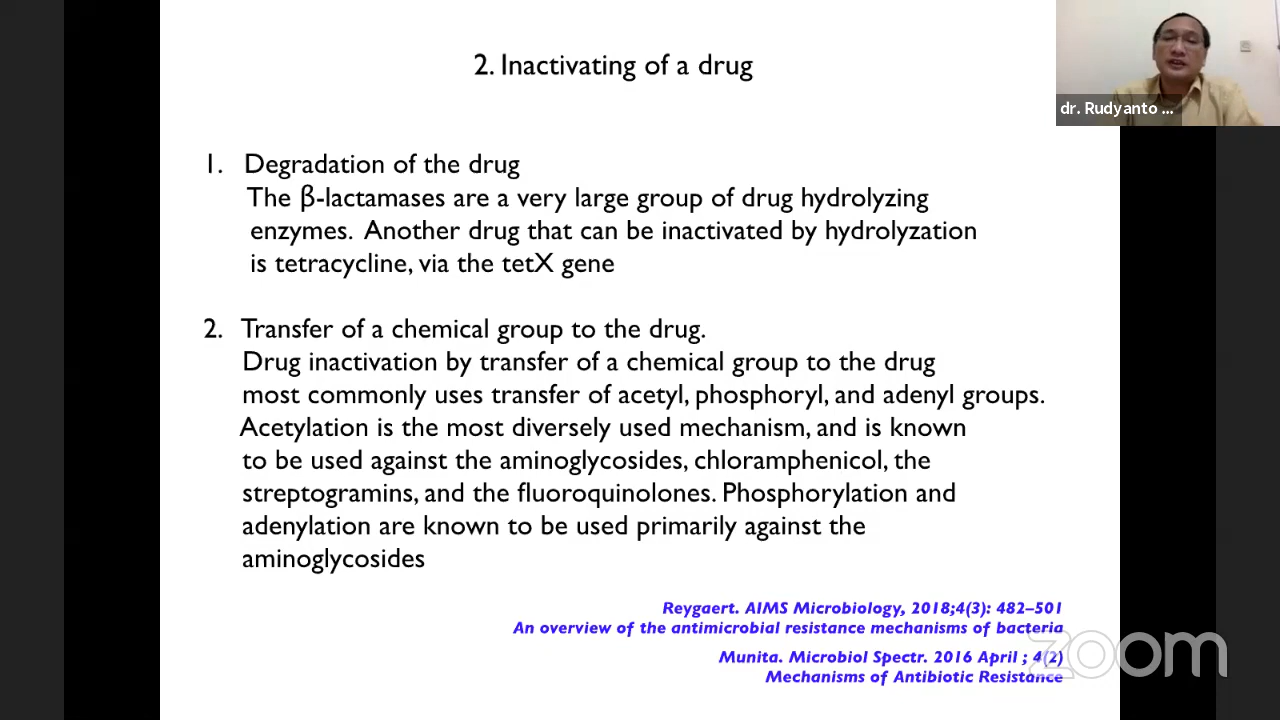 2. Inactivating of a drug
dr. Rudyanto ...
1. Degradation of the drug
The β-lactamases are a very large group of drug hydrolyzing
enzymes. Another drug that can be inactivated by hydrolyzation
is tetracycline, via the tetX gene
2. Transfer of a chemical group to the drug.
Drug inactivation by transfer of a chemical group to the drug
most commonly uses transfer of acetyl, phosphoryl, and adenyl groups.
Acetylation is the most diversely used mechanism, and is known
to be used against the aminoglycosides, chloramphenicol, the
streptogramins, and the fluoroquinolones. Phosphorylation and
adenylation are known to be used primarily against the
aminoglycosides
Reygaert. AIMS Microbiology, 2018;4(3): 482–501
An overview of the antimicrobial resistance mechanisms of bacteria
Munita. Microbiol Spectr. 2016 April ; 4(2)
Mechanisms of Antibiotic Resistance
zoom